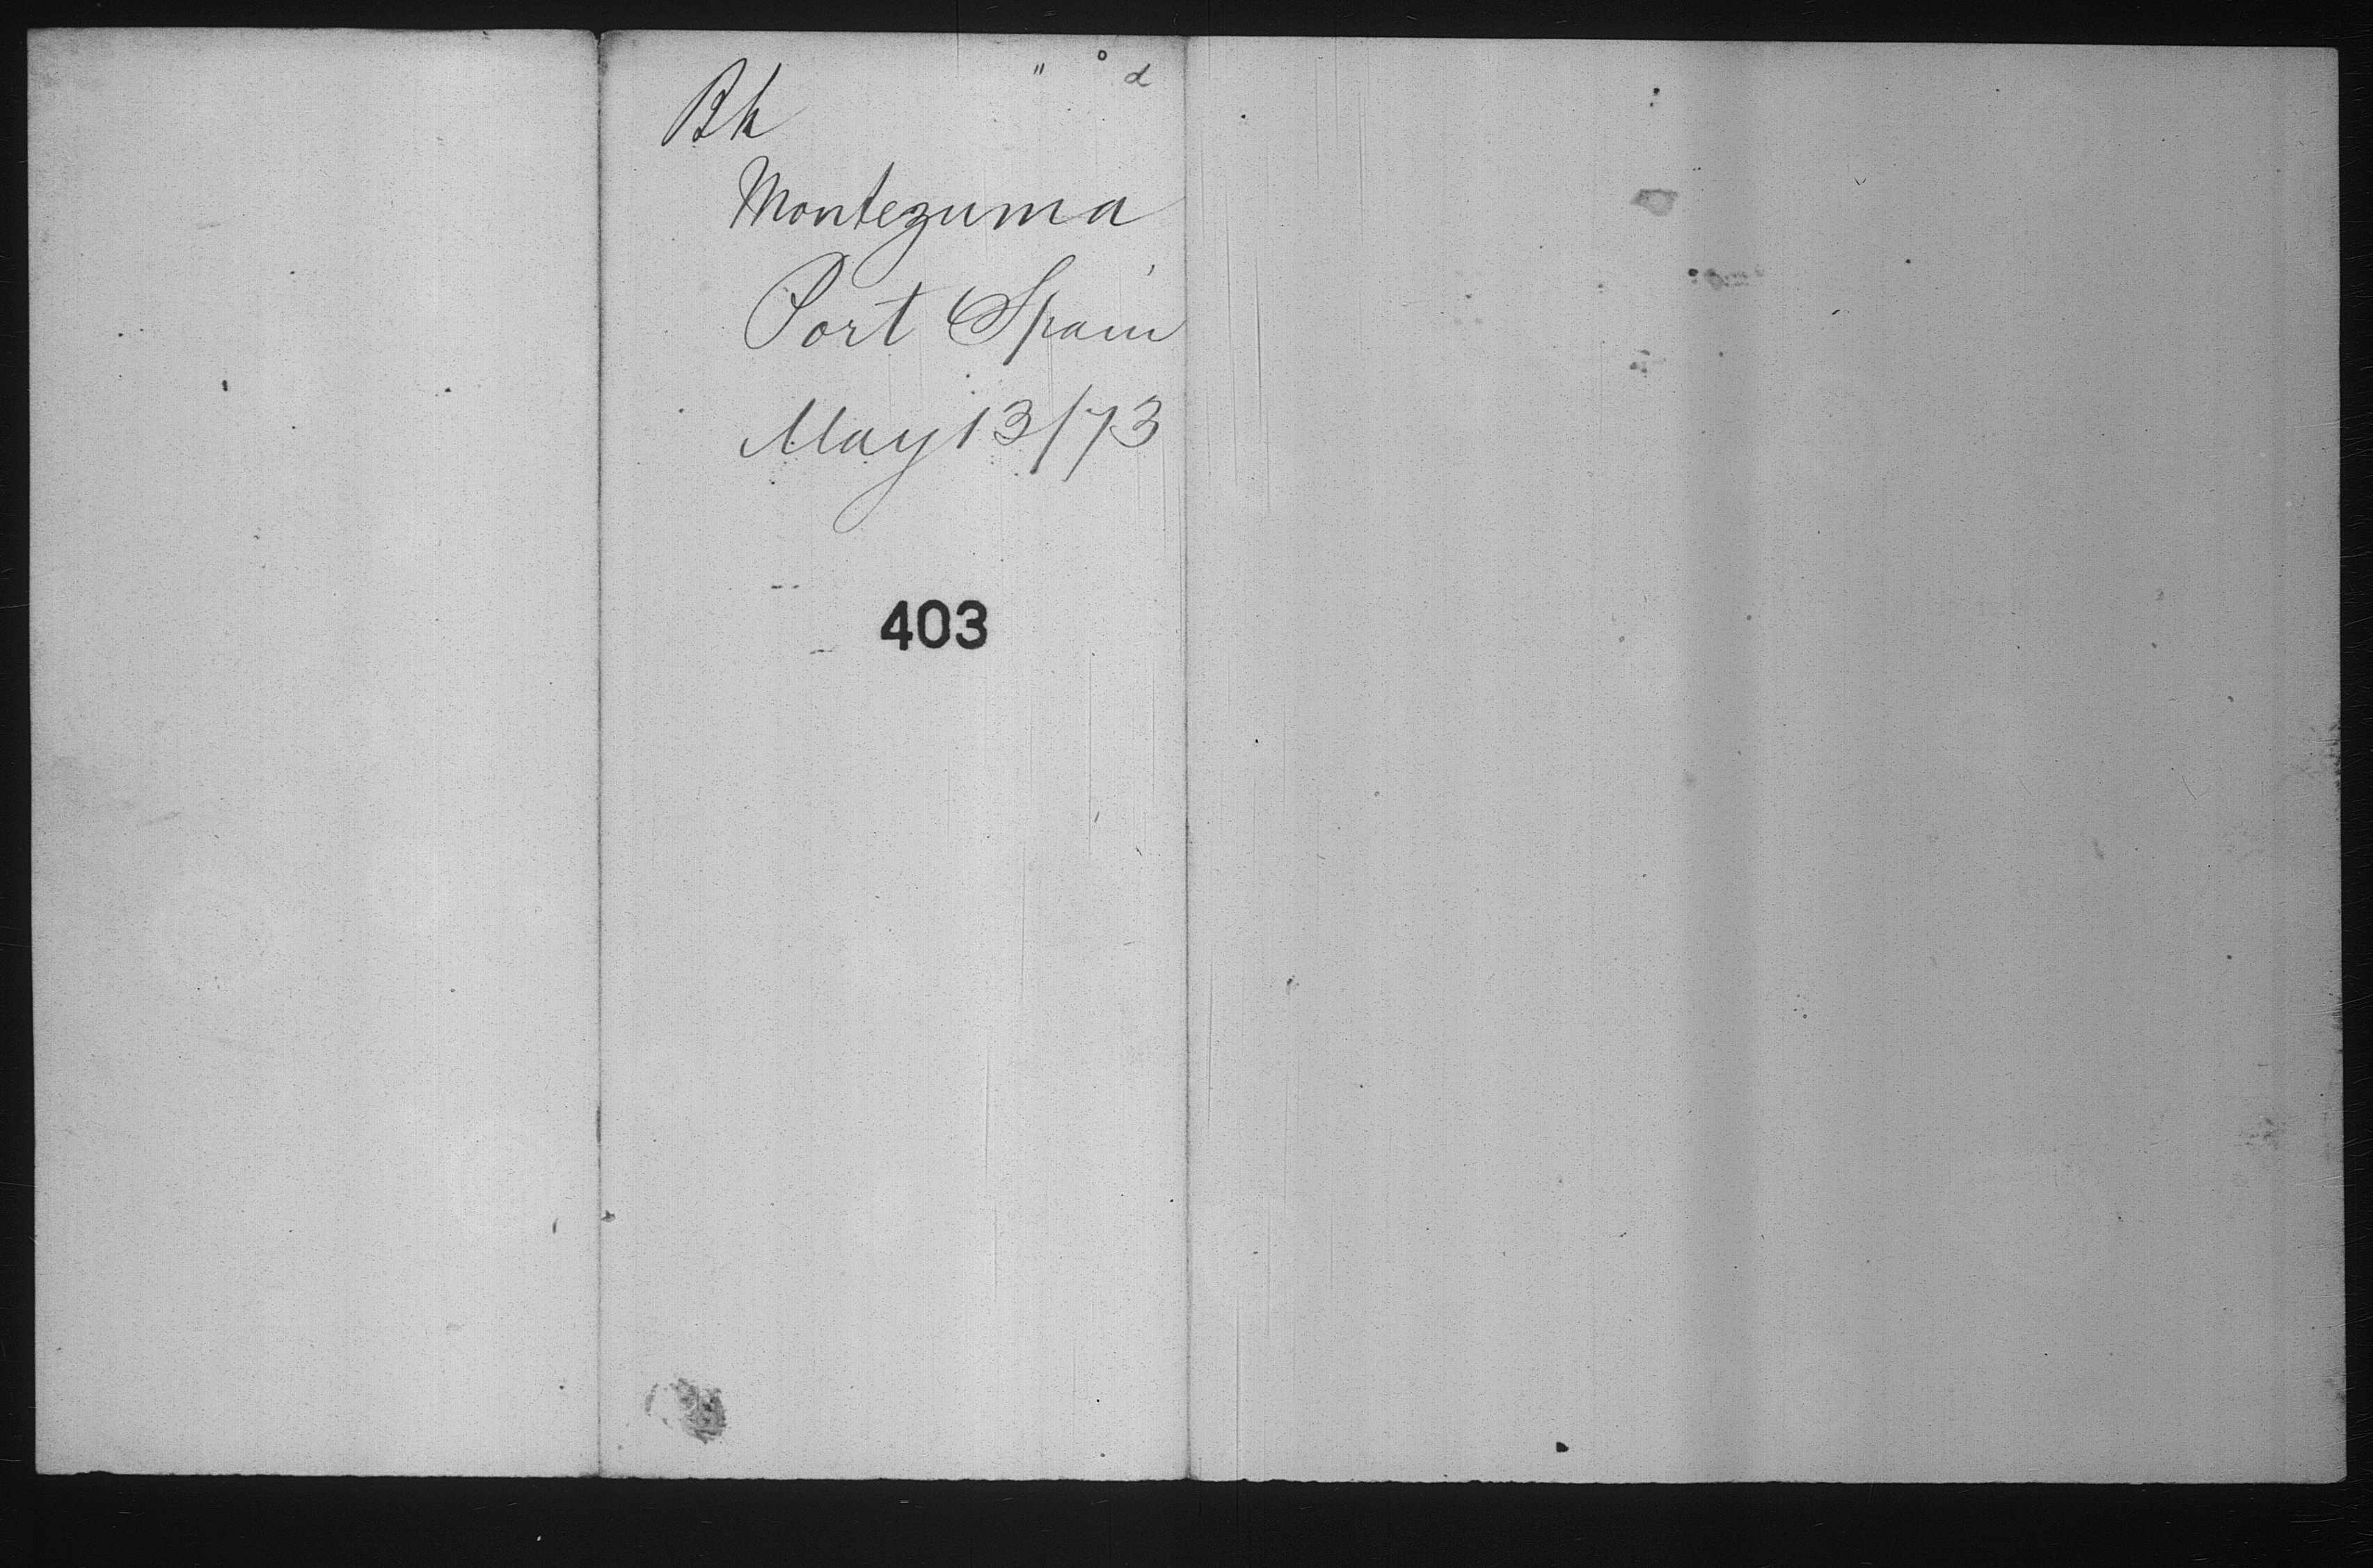 Bk
Montezuma
Port Spain
May 13/73
403